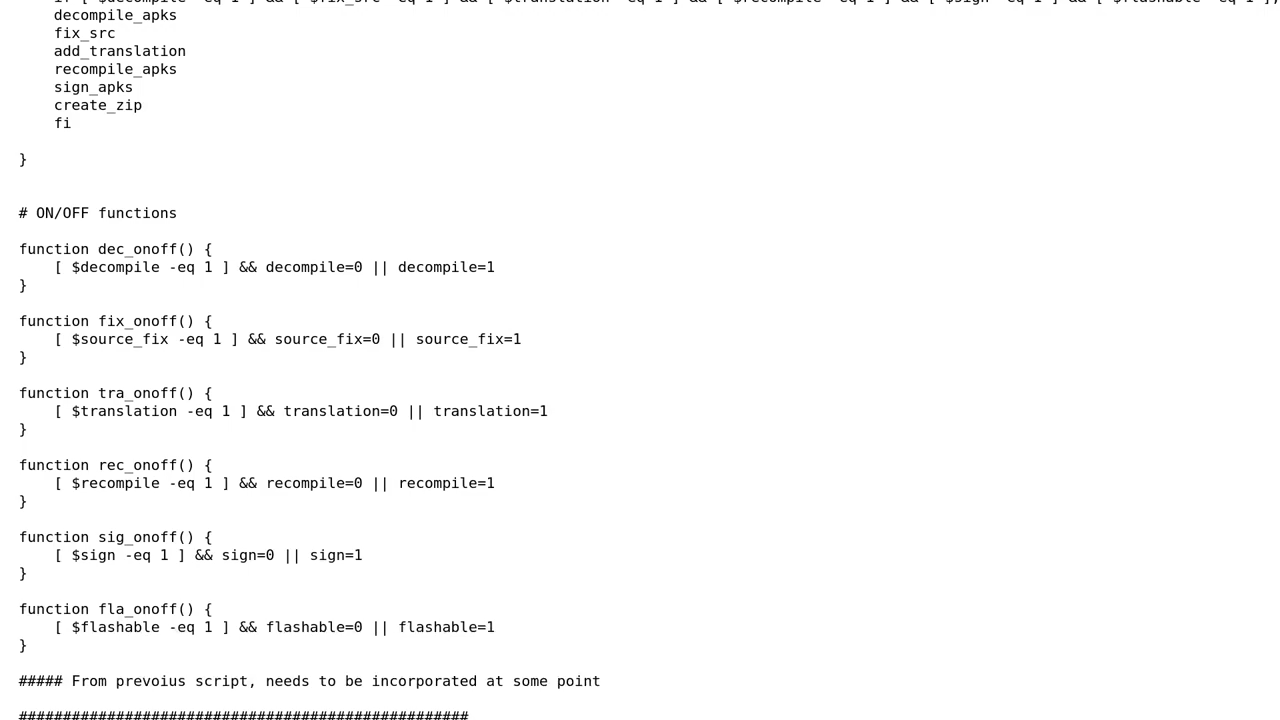 decompile_apks
    fix_src
    add_translation
    recompile_apks
    sign_apks
    create_zip
    fi

}


# ON/OFF functions

function dec_onoff() {
    [ $decompile -eq 1 ] && decompile=0 || decompile=1
}

function fix_onoff() {
    [ $source_fix -eq 1 ] && source_fix=0 || source_fix=1
}

function tra_onoff() {
    [ $translation -eq 1 ] && translation=0 || translation=1
}

function rec_onoff() {
    [ $recompile -eq 1 ] && recompile=0 || recompile=1
}

function sig_onoff() {
    [ $sign -eq 1 ] && sign=0 || sign=1
}

function fla_onoff() {
    [ $flashable -eq 1 ] && flashable=0 || flashable=1
}

##### From prevoius script, needs to be incorporated at some point

###################################################